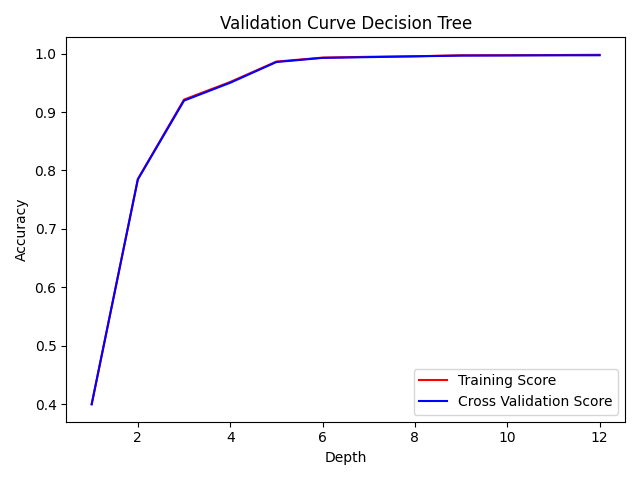 Validation Curve Decision Tree
1.0
0.9
0.8
0.7
0.6
0.5
0.4
Accuracy
2 4 6 8 10 12
Depth
Training Score
Cross Validation Score